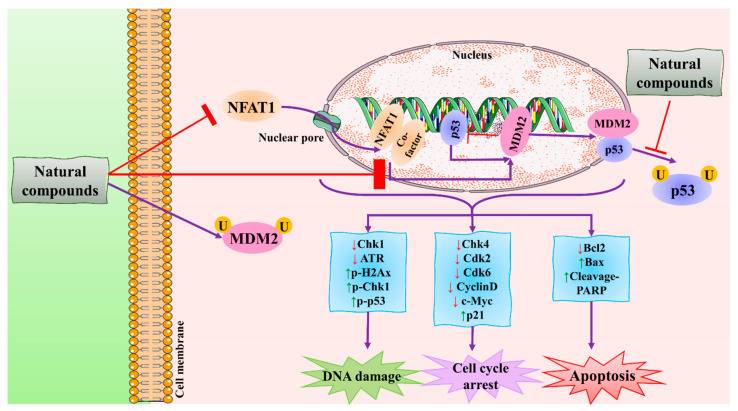 Nucleus
Natural
compounds
NFAT1
Nuclear pore
NFAT1
Co-
factor
p53
MDM2
MDM2
p53
U
U
p53
Natural
compounds
U
U
MDM2
Cell membrane
↓Chk1
↓ATR
↑p-H2Ax
↑p-Chk1
↑p-p53
↓Chk4
↓Cdk2
↓Cdk6
↓CyclinD
↓c-Myc
↑p21
↓Bcl2
↑Bax
↑Cleavage-
PARP
DNA damage
Cell cycle
arrest
Apoptosis